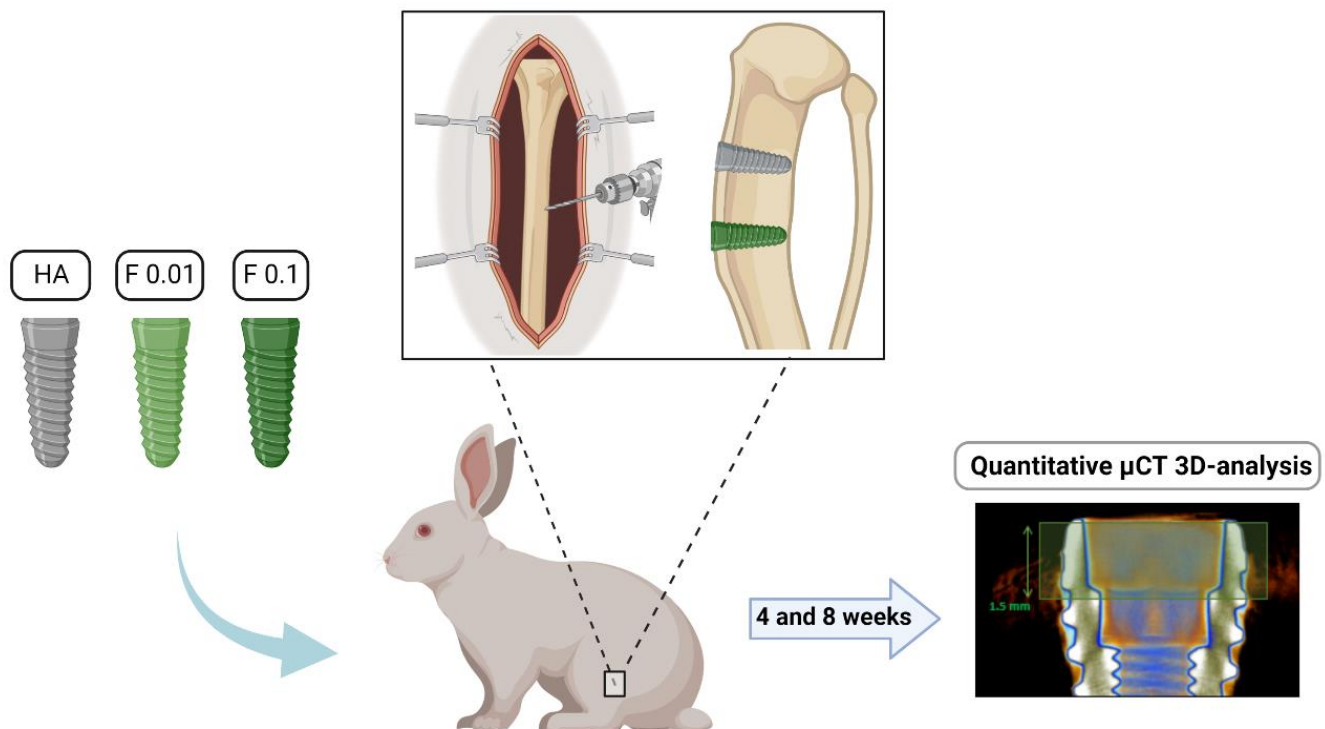 HA
F 0.01
F 0.1
4 and 8 weeks
Quantitative µCT 3D-analysis
1.5 mm